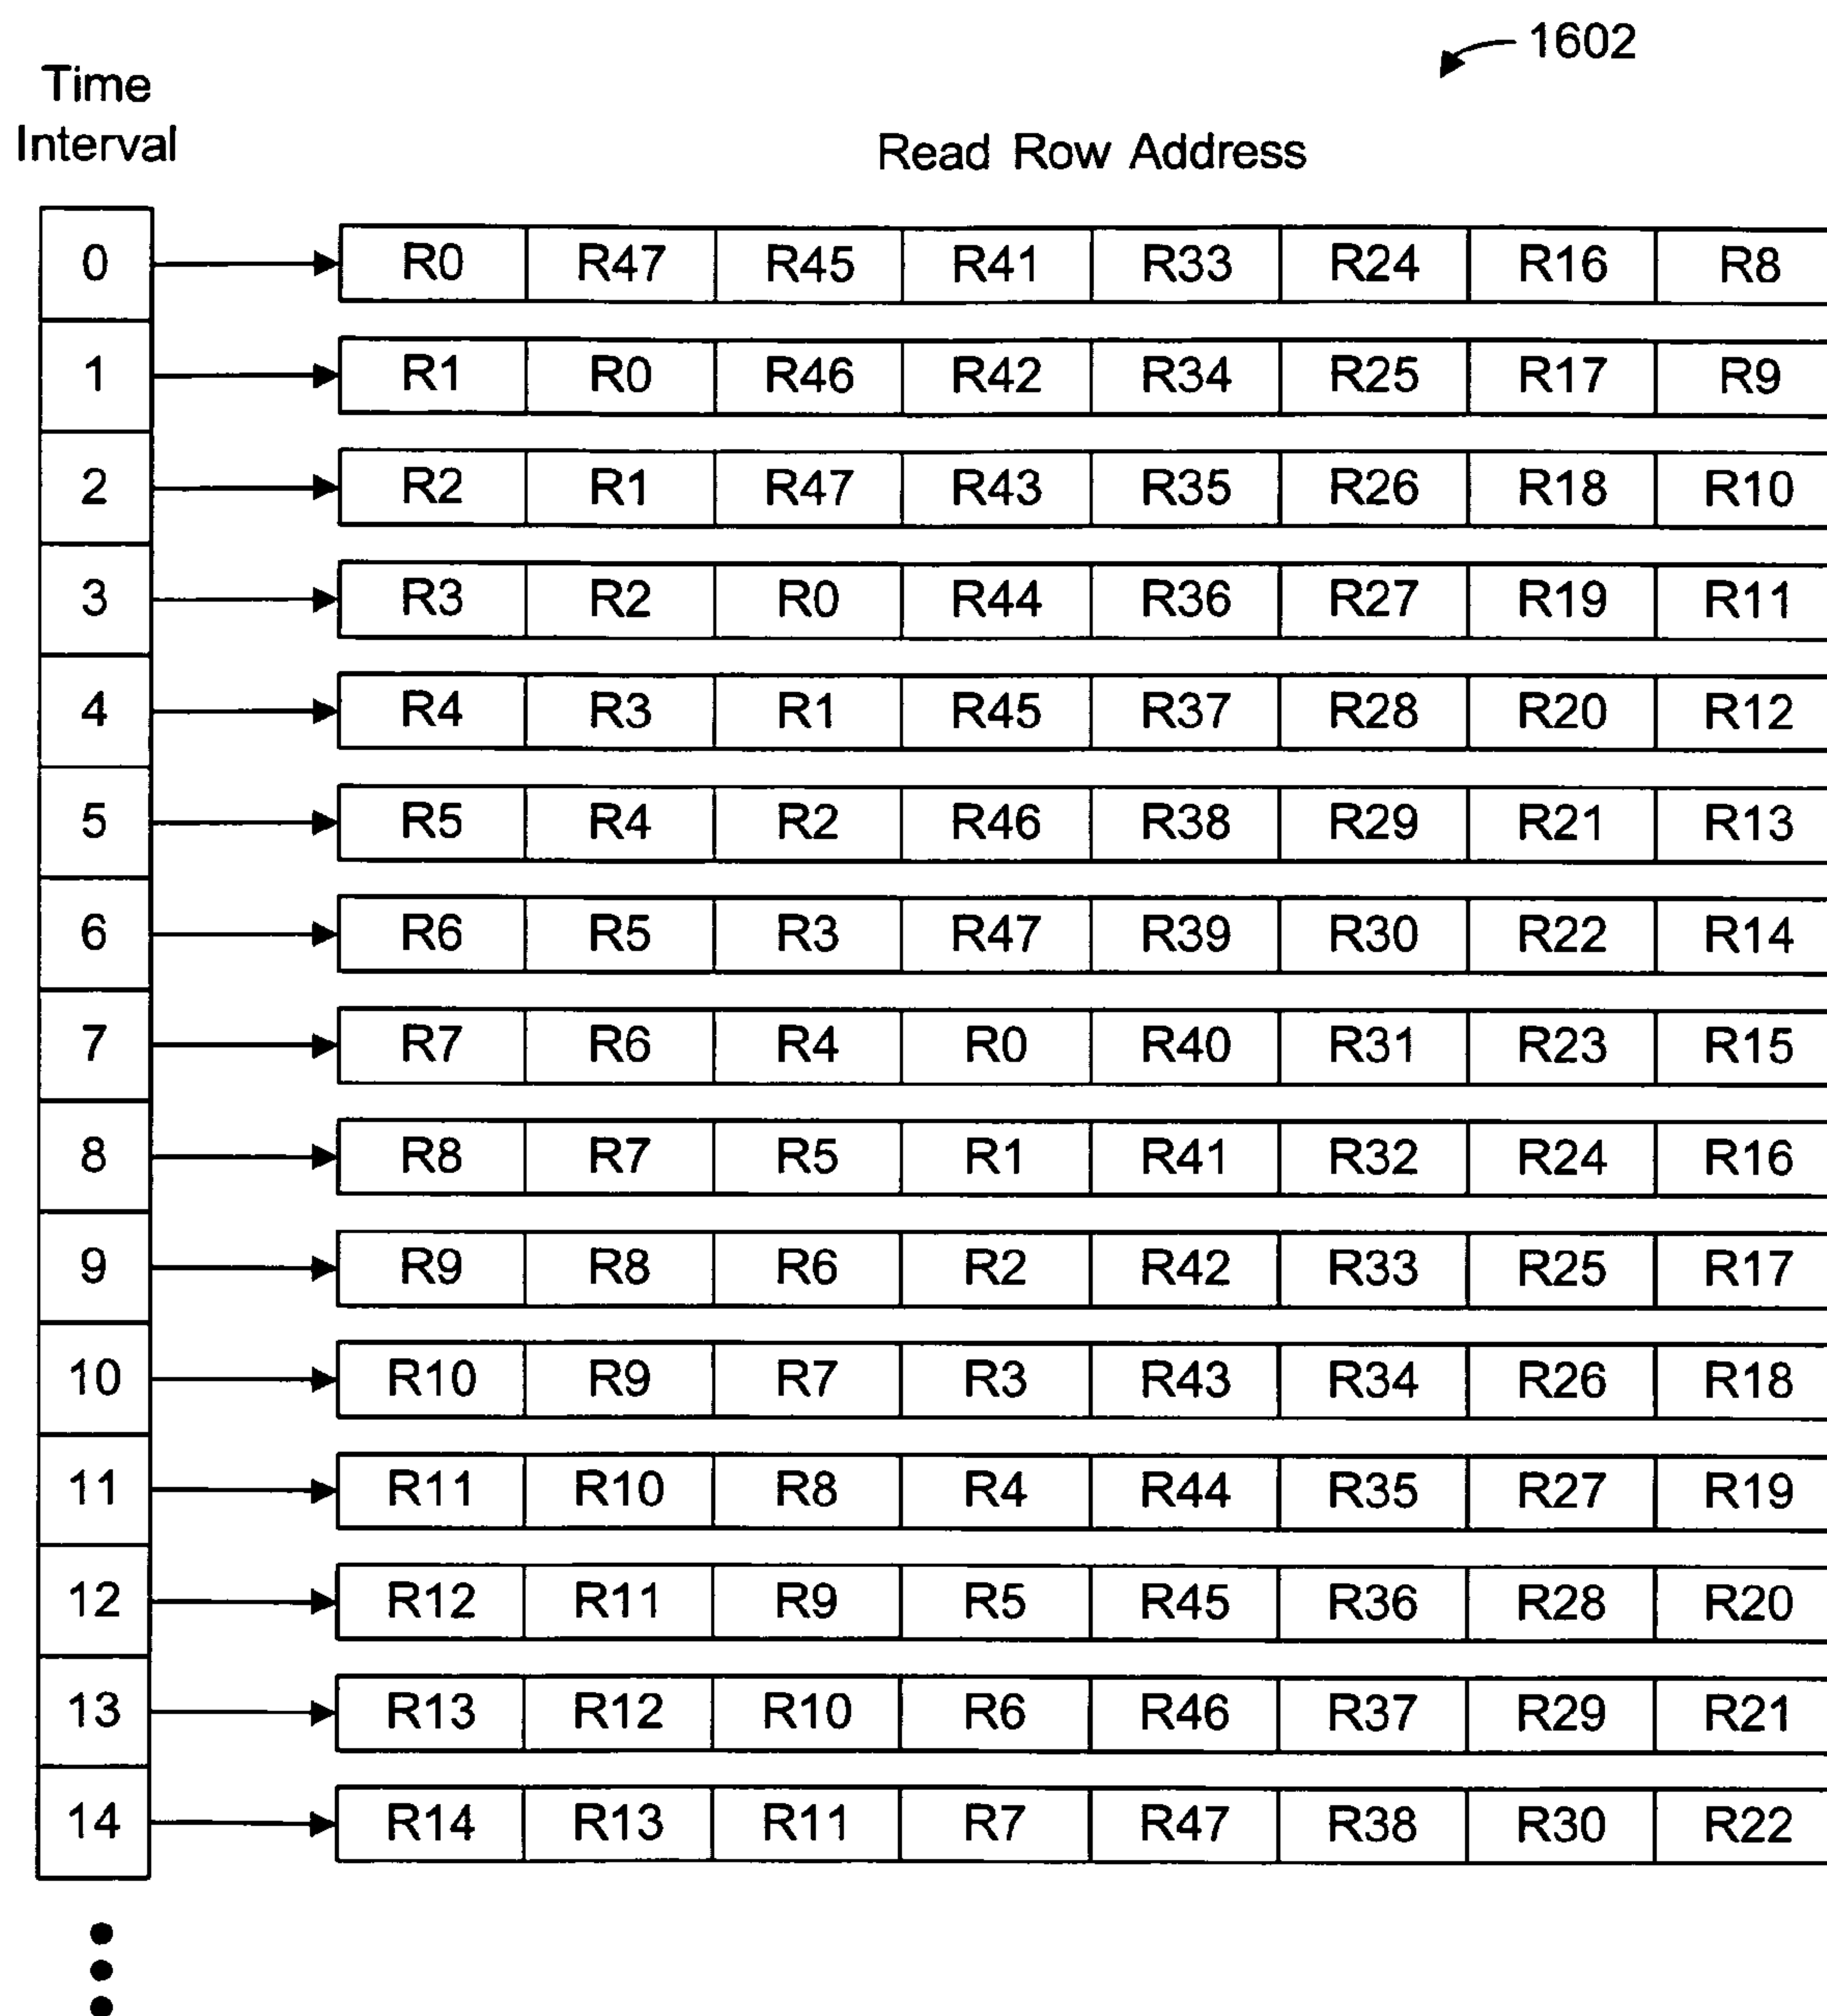 1602
Time
Interval
Read Row Address
0 R0 R47 R45 R41 R33 R24 R16 R8
1 R1 R0 R46 R42 R34 R25 R17 R9
2 R2 R1 R47 R43 R35 R26 R18 R10
3 R3 R2 R0 R44 R36 R27 R19 R11
4 R4 R3 R1 R45 R37 R28 R20 R12
5 R5 R4 R2 R46 R38 R29 R21 R13
6 R6 R5 R3 R47 R39 R30 R22 R14
7 R7 R6 R4 R0 R40 R31 R23 R15
8 R8 R7 R5 R1 R41 R32 R24 R16
9 R9 R8 R6 R2 R42 R33 R25 R17
10 R10 R9 R7 R3 R43 R34 R26 R18
11 R11 R10 R8 R4 R44 R35 R27 R19
12 R12 R11 R9 R5 R45 R36 R28 R20
13 R13 R12 R10 R6 R46 R37 R29 R21
14 R14 R13 R11 R7 R47 R38 R30 R22